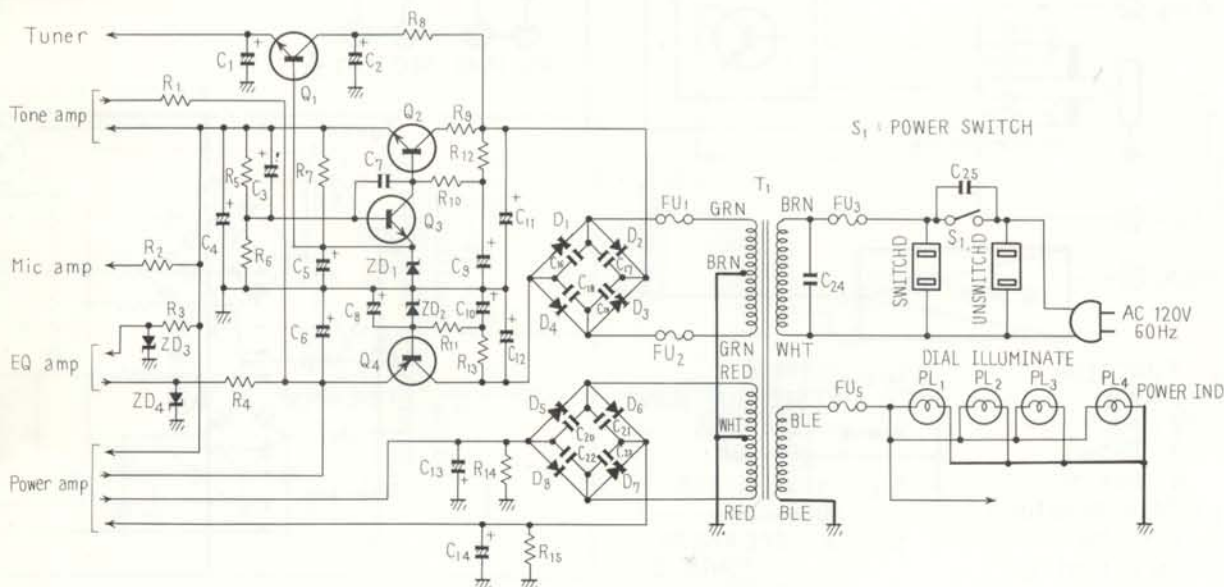 Tuner
C1 +
Q1
+ C2
R8
R1
Tone amp
Q2
R9
S1 : POWER SWITCH
R12
C25
R5
C3 +
R7
C7
R10
C11 +
T1
FU1
GRN
BRN
FU3
S1
C4 +
Q3
D1
D2
C16
C17
BRN
SWITCHD
UNSWITCHD
Mic amp
R2
R6
C5 +
ZD1
C9 +
C18
C24
AC 120V
60Hz
R3
ZD3
C6 +
C8 +
ZD2
C10 +
R11
C12 +
D4
D3
FU2
GRN
WHT
EQ amp
ZD4
R4
Q4
R13
RED
DIAL ILLUMINATE
PL1
PL2
PL3
PL4
POWER IND
D5
D6
C20
C21
WHT
BLE
FU5
Power amp
C13 +
R14
C22
C23
D8
D7
RED
BLE
C14 +
R15